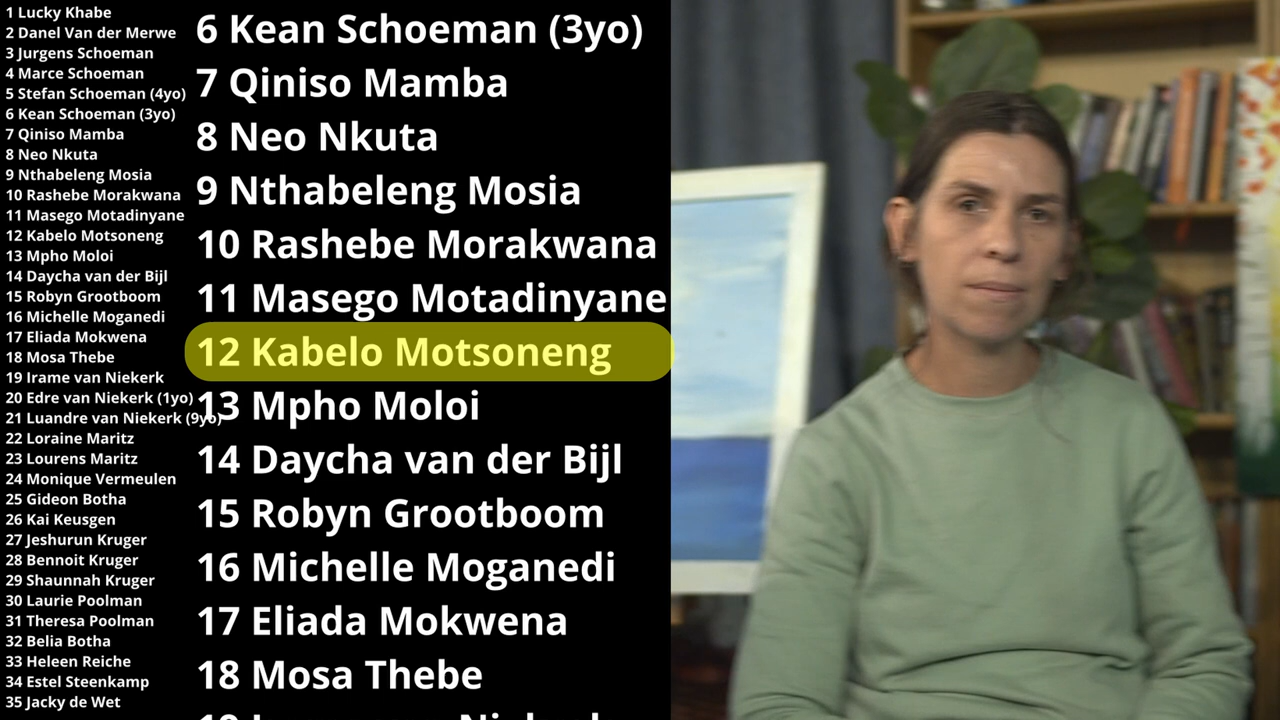 1 Lucky Khabe
2 Danel Van der Merwe
3 Jurgens Schoeman
4 Marce Schoeman
5 Stefan Schoeman (4yo)
6 Kean Schoeman (3yo)
7 Qiniso Mamba
8 Neo Nkuta
9 Nthabeleng Mosia
10 Rashebe Morakwana
11 Masego Motadinyane
12 Kabelo Motsoneng
13 Mpho Moloi
14 Daycha van der Bijl
15 Robyn Grootboom
16 Michelle Moganedi
17 Eliada Mokwena
18 Mosa Thebe
19 Irame van Niekerk
20 Edre van Niekerk (1yo)
21 Luandre van Niekerk (9yo)
22 Loraine Maritz
23 Lourens Maritz
24 Monique Vermeulen
25 Gideon Botha
26 Kai Keusgen
27 Jeshurun Kruger
28 Bennoit Kruger
29 Shaunnah Kruger
30 Laurie Poolman
31 Theresa Poolman
32 Belia Botha
33 Heleen Reiche
34 Estel Steenkamp
35 Jacky de Wet
6 Kean Schoeman (3yo)
7 Qiniso Mamba
8 Neo Nkuta
9 Nthabeleng Mosia
10 Rashebe Morakwana
11 Masego Motadinyane
12 Kabelo Motsoneng
13 Mpho Moloi
14 Daycha van der Bijl
15 Robyn Grootboom
16 Michelle Moganedi
17 Eliada Mokwena
18 Mosa Thebe